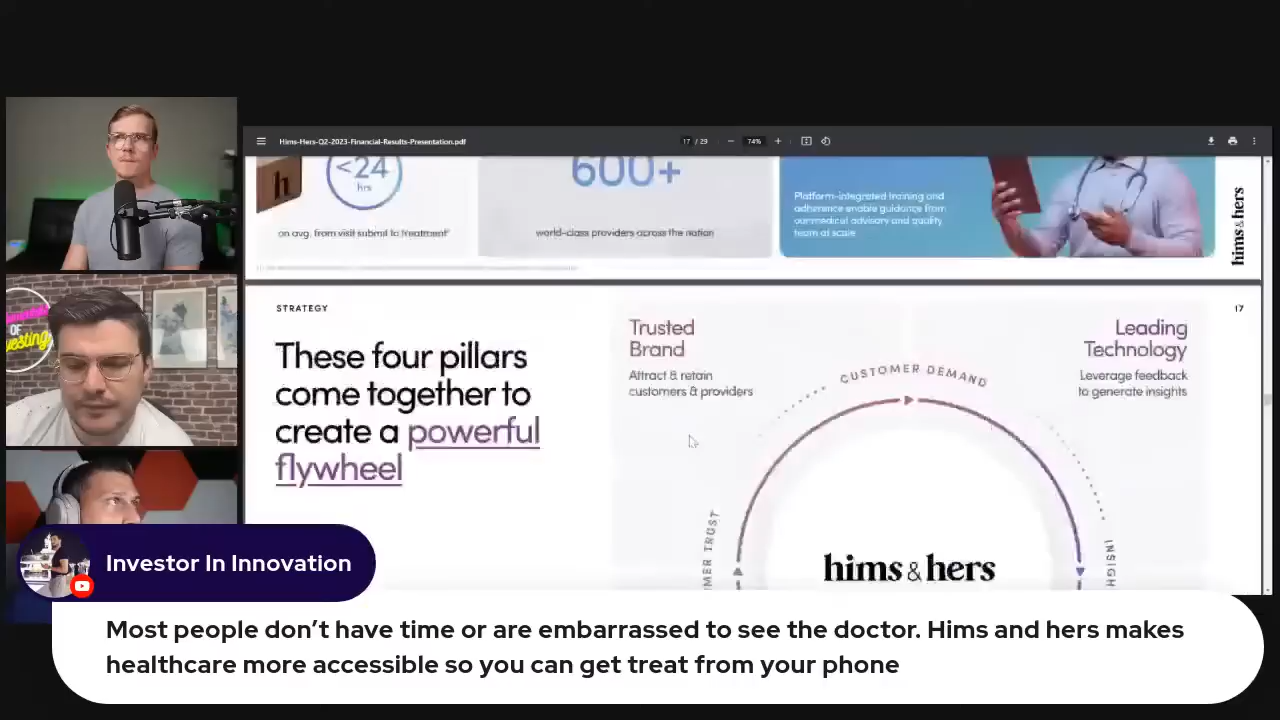 Hims-Hers-Q2-2023-Financial-Results-Presentation.pdf
17 / 29
74%
<24
hrs
on avg. from visit submit to treatment
600+
world-class providers across the nation
Platform-integrated training and
adherence enable guidance from
our medical advisory and quality
team at scale
hims & hers
h
STRATEGY
17
These four pillars
come together to
create a powerful
flywheel
Trusted
Brand
Attract & retain
customers & providers
Leading
Technology
Leverage feedback
to generate insights
CUSTOMER DEMAND
MER TRUST
INSIGH
hims & hers
OF
Investing
Investor In Innovation
Most people don’t have time or are embarrassed to see the doctor. Hims and hers makes
healthcare more accessible so you can get treat from your phone